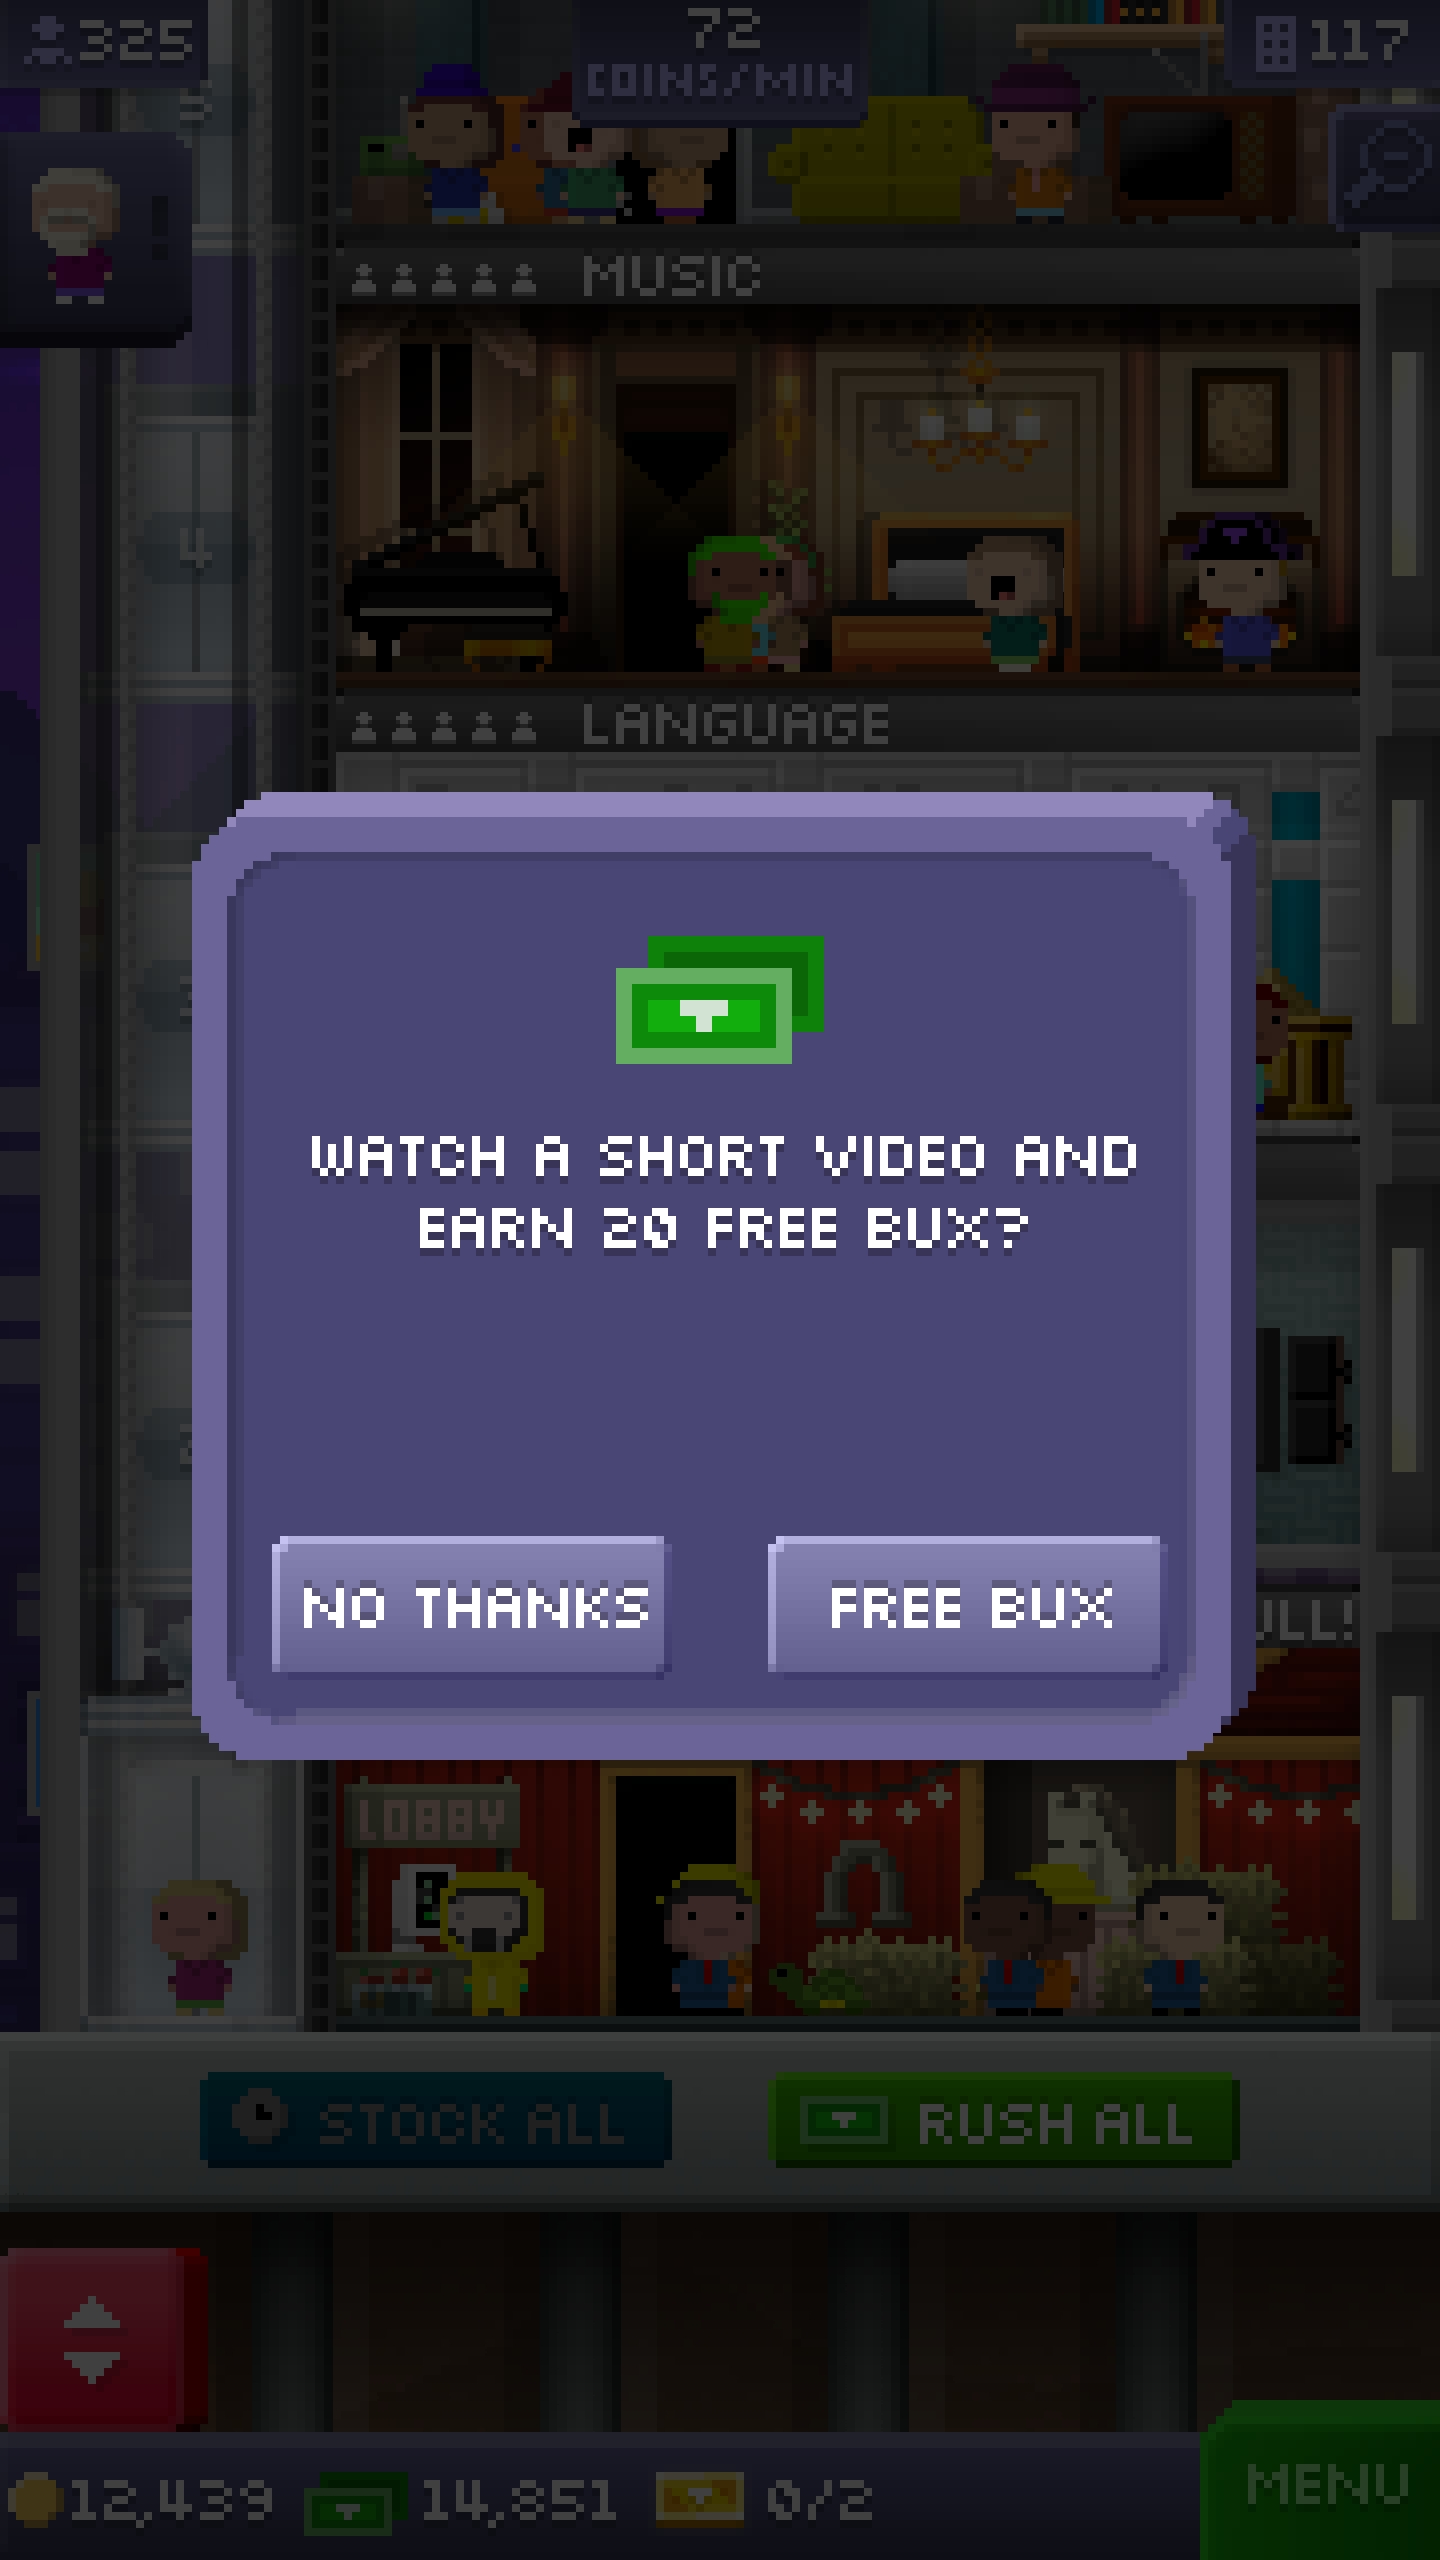 325
72
COINS/MIN
117
MUSIC
4
LANGUAGE
WATCH A SHORT VIDEO AND
EARN 20 FREE BUX?
NO THANKS
FREE BUX
LOBBY
STOCK ALL
RUSH ALL
12,439
14,851
0/2
MENU